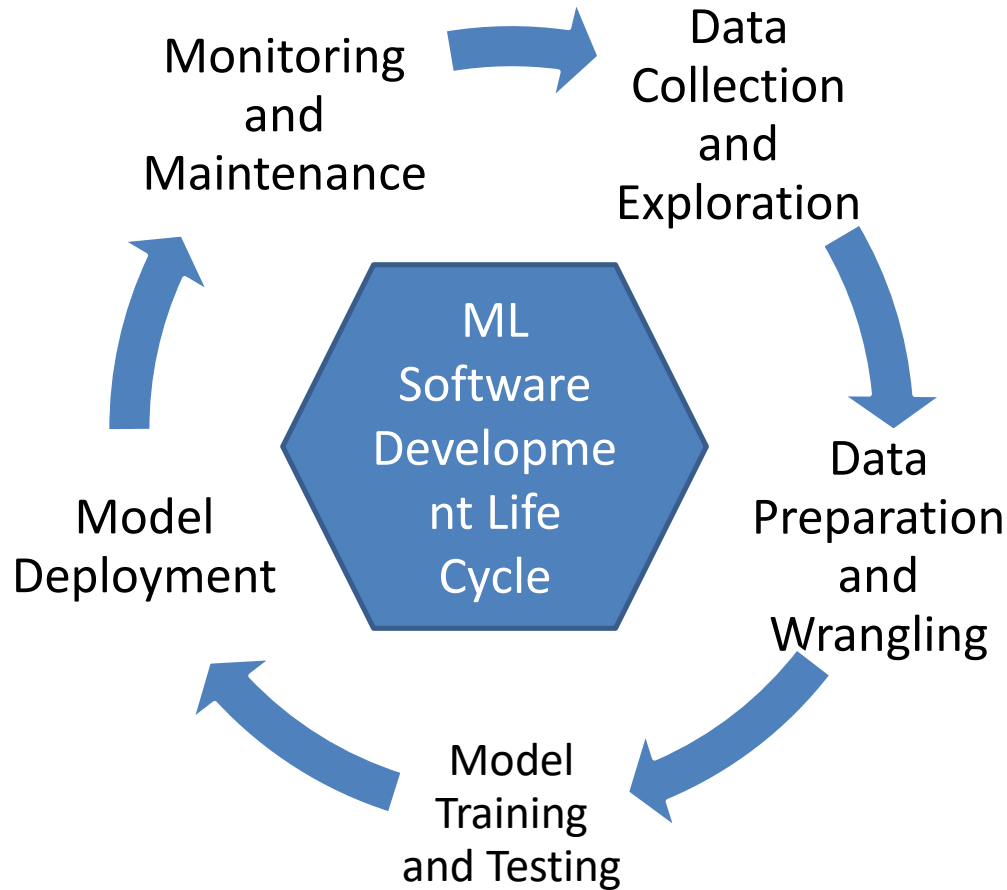 Monitoring
and
Maintenance
Data
Collection
and
Exploration
ML
Software
Developme
nt Life
Cycle
Data
Preparation
and
Wrangling
Model
Deployment
Model
Training
and Testing